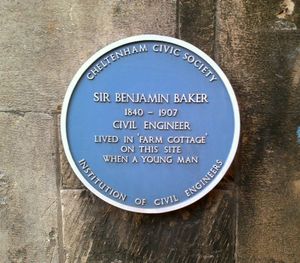 CHELTENHAM CIVIC SOCIETY
SIR BENJAMIN BAKER
1840 - 1907
CIVIL ENGINEER
LIVED IN 'FARM COTTAGE'
ON THIS SITE
WHEN A YOUNG MAN
INSTITUTION OF CIVIL ENGINEERS